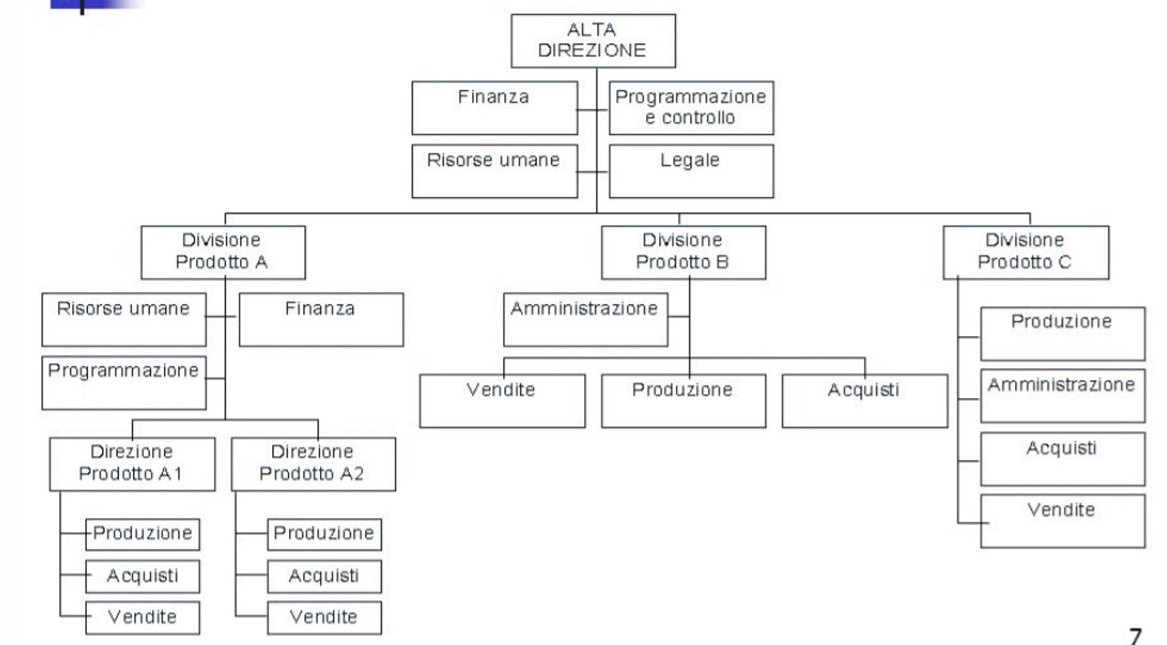 ALTA
DIREZIONE
Finanza
Programmazione
e controllo
Risorse umane
Legale
Divisione
Prodotto A
Divisione
Prodotto B
Divisione
Prodotto C
Risorse umane
Finanza
Programmazione
Amministrazione
Vendite
Produzione
Acquisti
Produzione
Amministrazione
Acquisti
Vendite
Direzione
Prodotto A1
Direzione
Prodotto A2
Produzione
Acquisti
Vendite
Produzione
Acquisti
Vendite
7